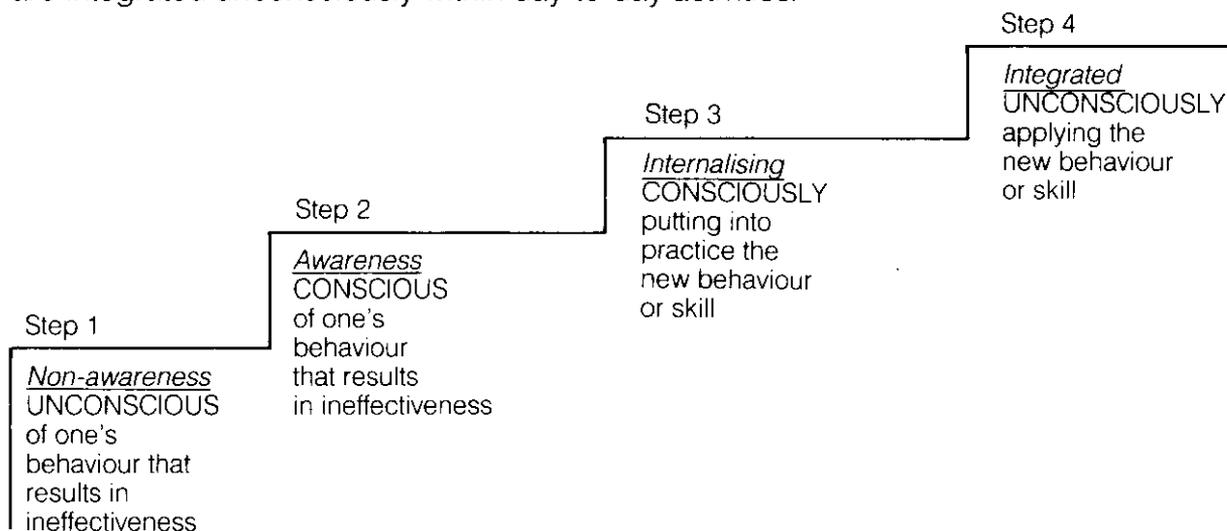 Step 1
Non-awareness
UNCONSCIOUS
of one's
behaviour that
results in
ineffectiveness
Step 2
Awareness
CONSCIOUS
of one's
behaviour
that results
in ineffectiveness
Step 3
Internalising
CONSCIOUSLY
putting into
practice the
new behaviour
or skill
Step 4
Integrated
UNCONSCIOUSLY
applying the
new behaviour
or skill